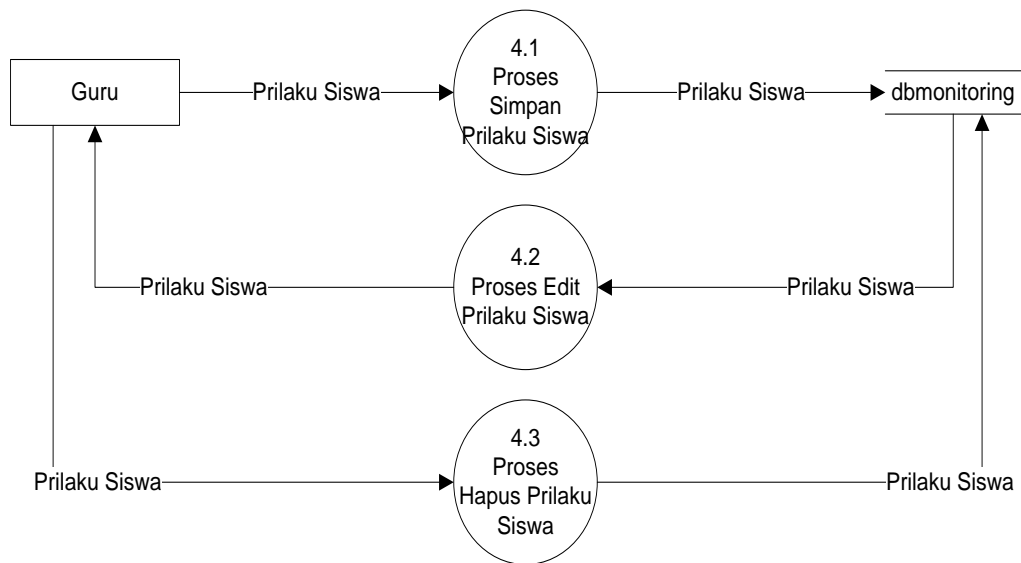 Guru
Prilaku Siswa
4.1
Proses
Simpan
Prilaku Siswa
Prilaku Siswa
dbmonitoring
Prilaku Siswa
4.2
Proses Edit
Prilaku Siswa
Prilaku Siswa
Prilaku Siswa
4.3
Proses
Hapus Prilaku
Siswa
Prilaku Siswa